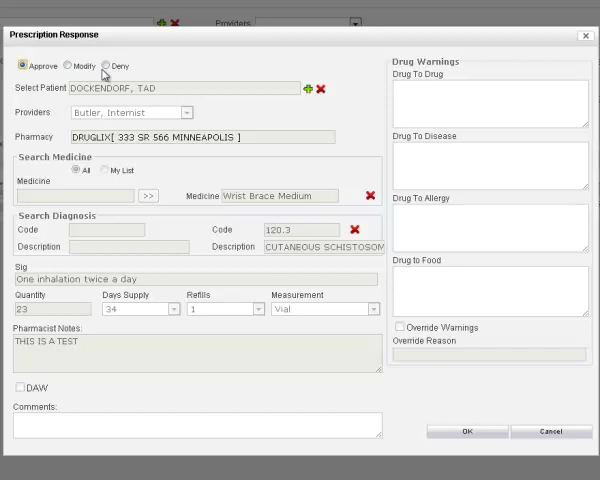 Providers
Prescription Response
Approve Modify Deny
Select Patient DOCKENDORF, TAD
Providers Butler, Internist
Pharmacy DRUGLIX[ 333 SR 566 MINNEAPOLIS ]
Search Medicine
All My List
Medicine
>> Medicine Wrist Brace Medium
Search Diagnosis
Code Code 120.3
Description Description CUTANEOUS SCHISTOSOM
Sig
One inhalation twice a day
Quantity Days Supply Refills Measurement
23 34 1 Vial
Pharmacist Notes:
THIS IS A TEST
DAW
Comments:
Drug Warnings
Drug To Drug
Drug To Disease
Drug To Allergy
Drug to Food
Override Warnings
Override Reason
OK Cancel